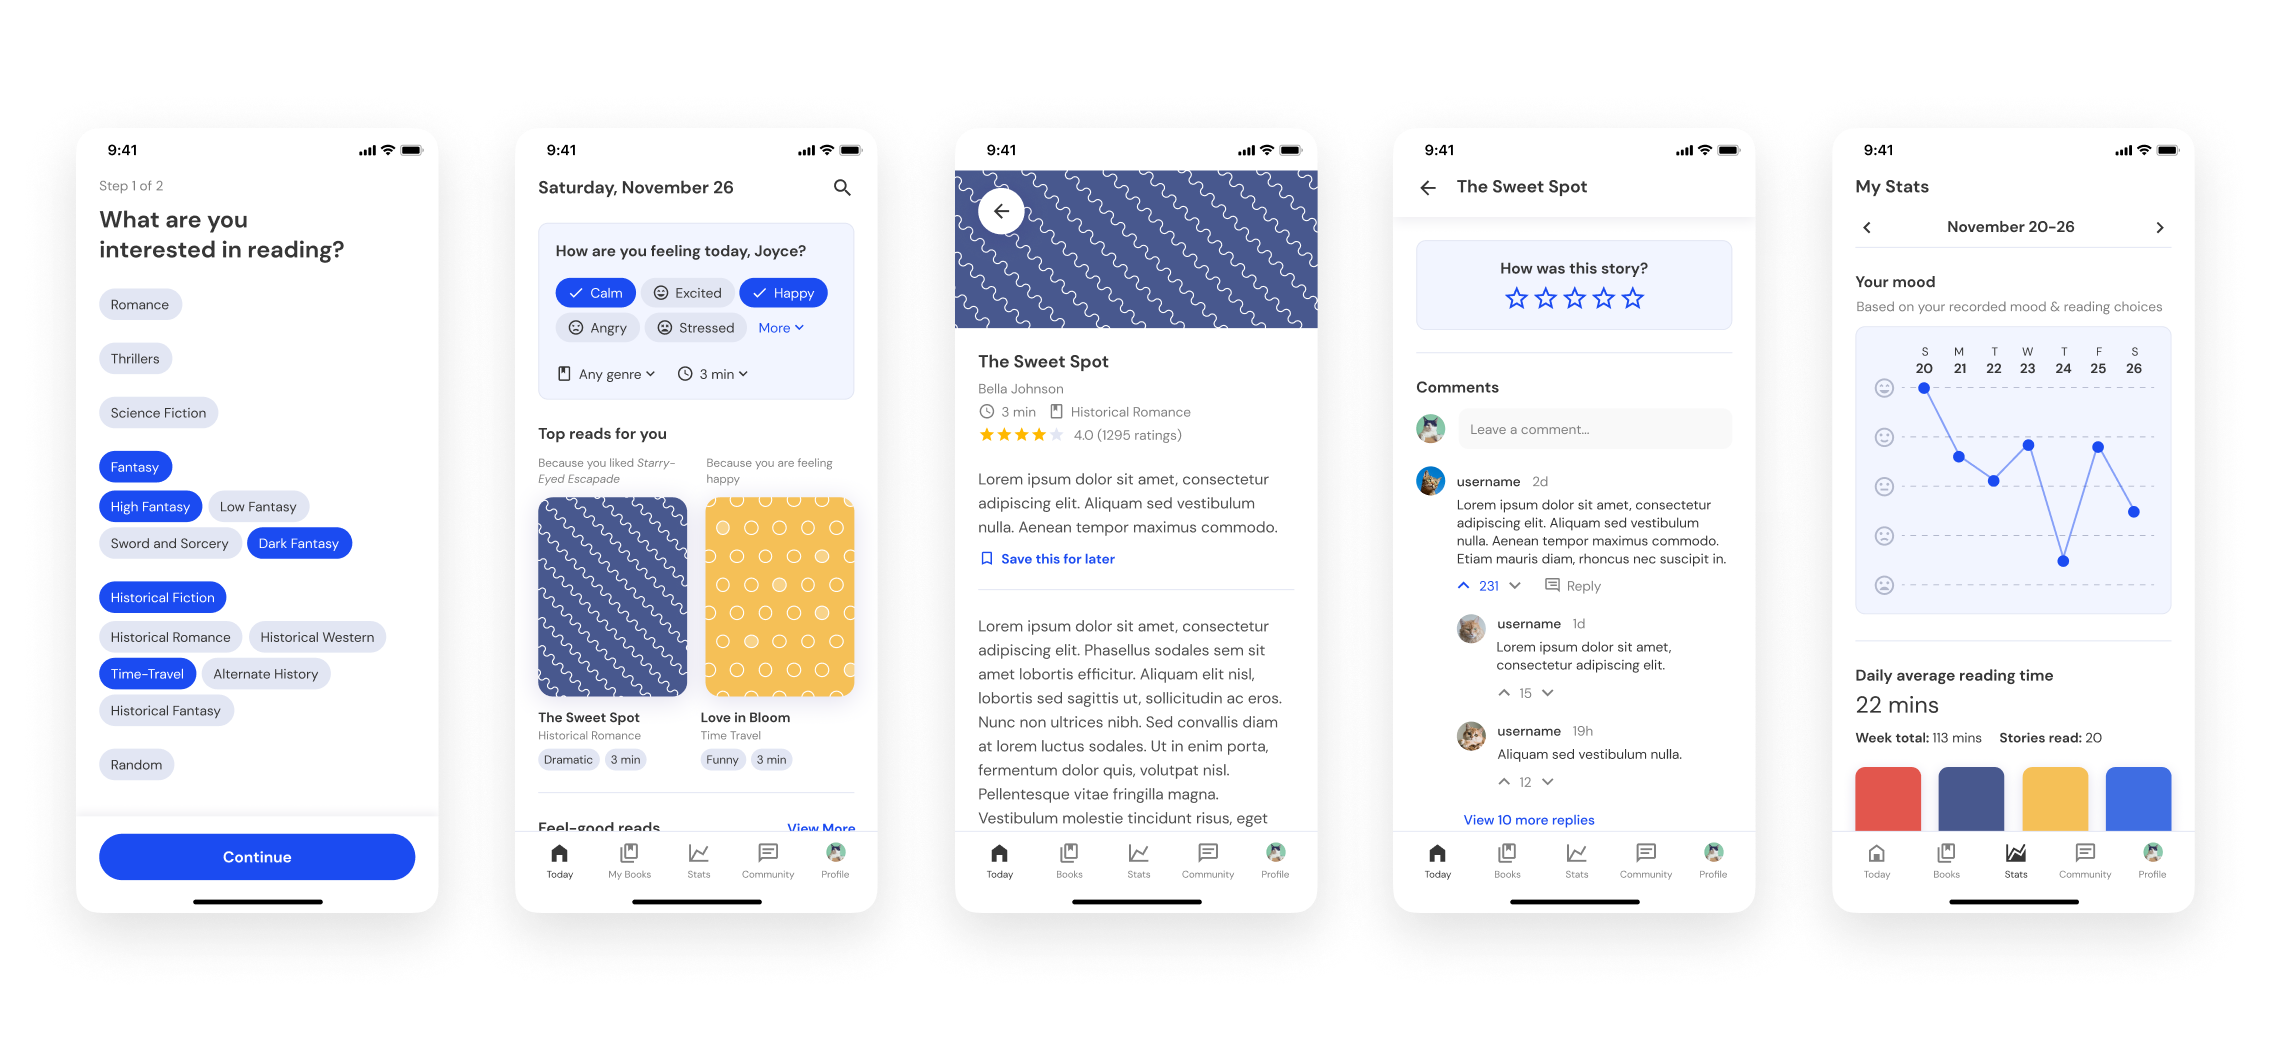 9:41
Step 1 of 2
What are you
interested in reading?
Romance
Thrillers
Science Fiction
Fantasy
High Fantasy
Low Fantasy
Sword and Sorcery
Dark Fantasy
Historical Fiction
Historical Romance
Historical Western
Time-Travel
Alternate History
Historical Fantasy
Random
Continue
9:41
Saturday, November 26
How are you feeling today, Joyce?
Calm
Excited
Happy
Angry
Stressed
More
Any genre
3 min
Top reads for you
Because you liked Starry-
Eyed Escapade
Because you are feeling
happy
The Sweet Spot
Historical Romance
Dramatic
3 min
Love in Bloom
Time Travel
Funny
3 min
Feel-good reads
View More
Today
My Books
Stats
Community
Profile
9:41
The Sweet Spot
Bella Johnson
3 min
Historical Romance
4.0 (1295 ratings)
Lorem ipsum dolor sit amet, consectetur
adipiscing elit. Aliquam sed vestibulum
nulla. Aenean tempor maximus commodo.
Save this for later
Lorem ipsum dolor sit amet, consectetur
adipiscing elit. Phasellus sodales sem sit
amet lobortis efficitur. Aliquam elit nisl,
lobortis sed sagittis ut, sollicitudin ac eros.
Nunc non ultrices nibh. Sed convallis diam
at lorem luctus sodales. Ut in enim porta,
fermentum dolor quis, volutpat nisl.
Pellentesque vitae fringilla magna.
Vestibulum molestie tincidunt risus, eget
Today
Books
Stats
Community
Profile
9:41
The Sweet Spot
How was this story?
Comments
Leave a comment...
username 2d
Lorem ipsum dolor sit amet, consectetur
adipiscing elit. Aliquam sed vestibulum
nulla. Aenean tempor maximus commodo.
Etiam mauris diam, rhoncus nec suscipit in.
231
Reply
username 1d
Lorem ipsum dolor sit amet,
consectetur adipiscing elit.
15
username 19h
Aliquam sed vestibulum nulla.
12
View 10 more replies
Today
Books
Stats
Community
Profile
9:41
My Stats
November 20-26
Your mood
Based on your recorded mood & reading choices
S M T W T F S
20 21 22 23 24 25 26
Daily average reading time
22 mins
Week total: 113 mins
Stories read: 20
Today
Books
Stats
Community
Profile